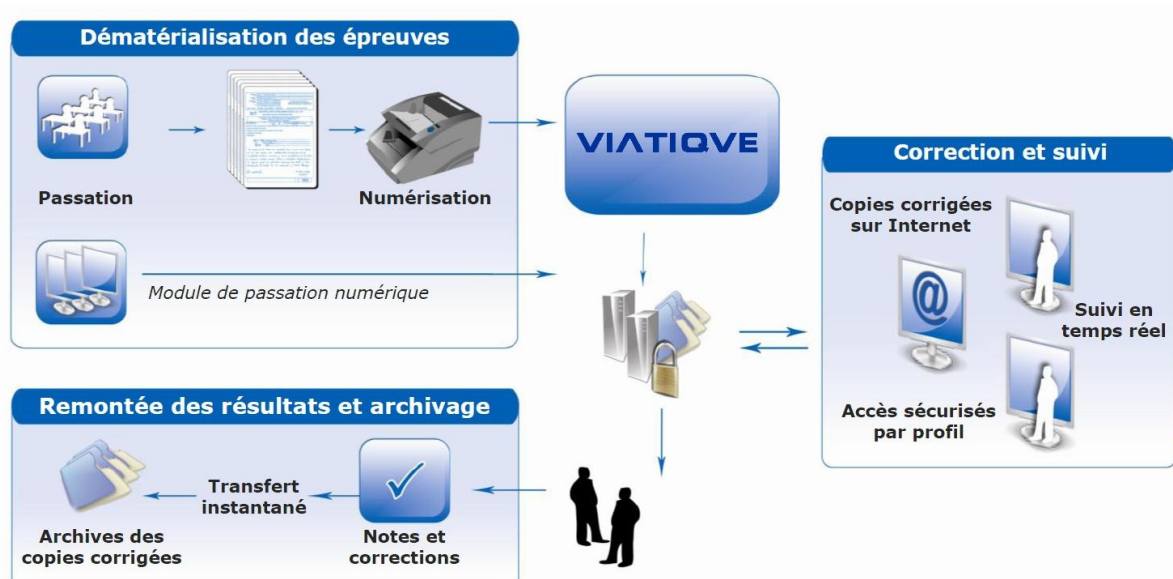 Dématérialisation des épreuves
Passation
Numérisation
Module de passation numérique
VIATIQVE
Correction et suivi
Copies corrigées
sur Internet
@
Suivi en
temps réel
Accès sécurisés
par profil
Remontée des résultats et archivage
Transfert
instantané
Archives des
copies corrigées
Notes et
corrections